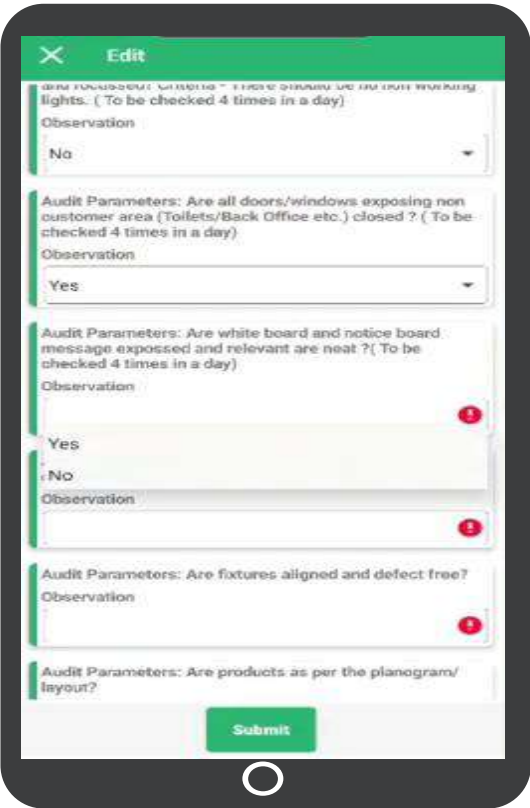 Edit
and focussed? Criteria - There should be no non working
lights. ( To be checked 4 times in a day)
Observation
No
Audit Parameters: Are all doors/windows exposing non
customer area (Toilets/Back Office etc.) closed ? ( To be
checked 4 times in a day)
Observation
Yes
Audit Parameters: Are white board and notice board
message expossed and relevant are neat ?( To be
checked 4 times in a day)
Observation
Yes
No
Observation
Audit Parameters: Are fixtures aligned and defect free?
Observation
Audit Parameters: Are products as per the planogram/
layout?
Submit